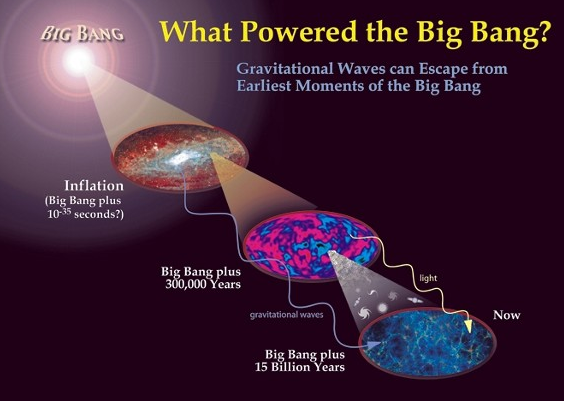 BIG BANG
What Powered the Big Bang?
Gravitational Waves can Escape from
Earliest Moments of the Big Bang
Inflation
(Big Bang plus
10⁻³⁵ seconds?)
Big Bang plus
300,000 Years
light
gravitational waves
Now
Big Bang plus
15 Billion Years